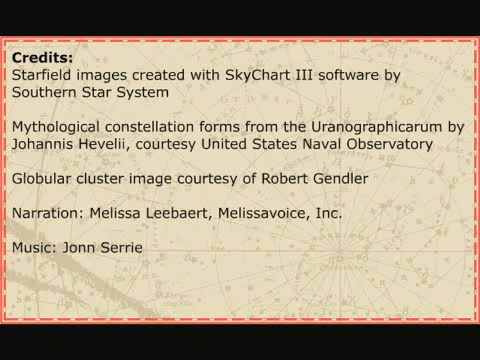 Credits:
Starfield images created with SkyChart III software by
Southern Star System
Mythological constellation forms from the Uranographicarum by
Johannis Hevelii, courtesy United States Naval Observatory
Globular cluster image courtesy of Robert Gendler
Narration: Melissa Leebaert, Melissavoice, Inc.
Music: Jonn Serrie